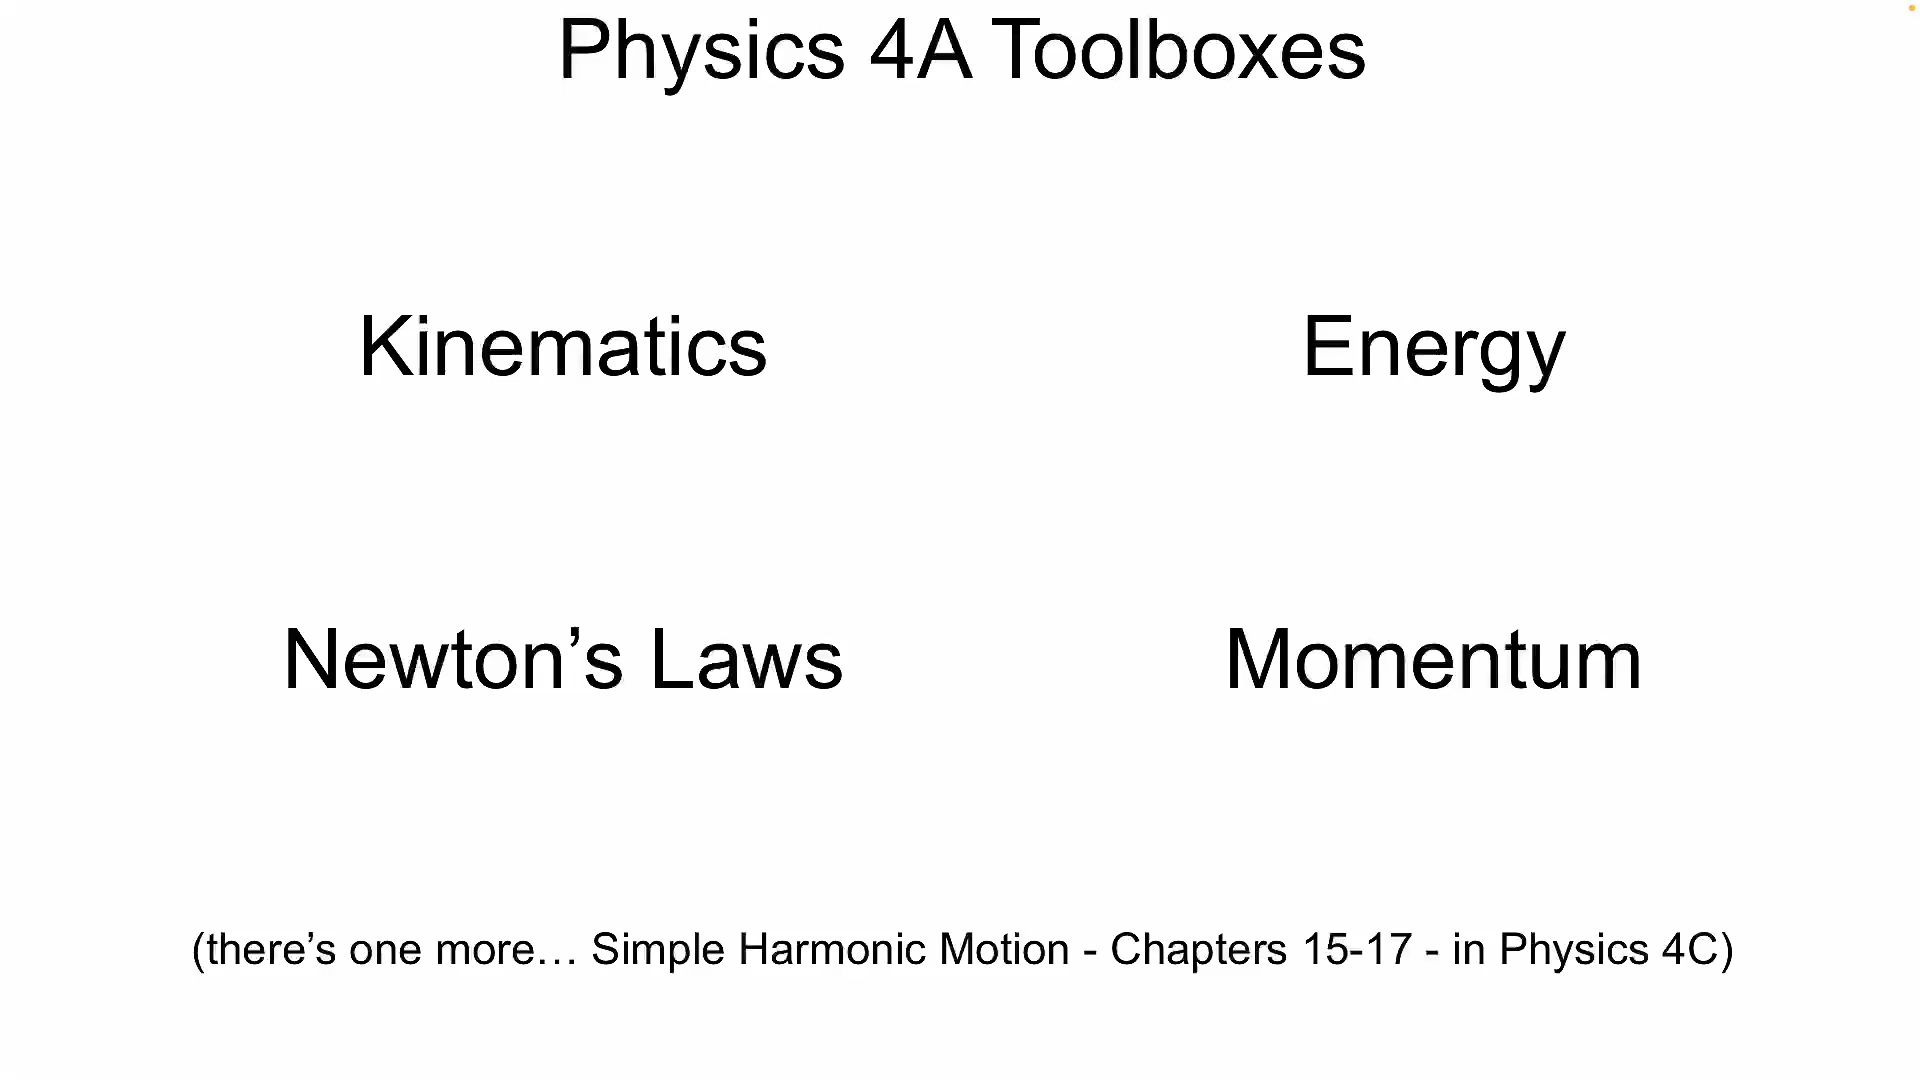 Physics 4A Toolboxes
Kinematics
Energy
Newton’s Laws
Momentum
(there’s one more… Simple Harmonic Motion - Chapters 15-17 - in Physics 4C)